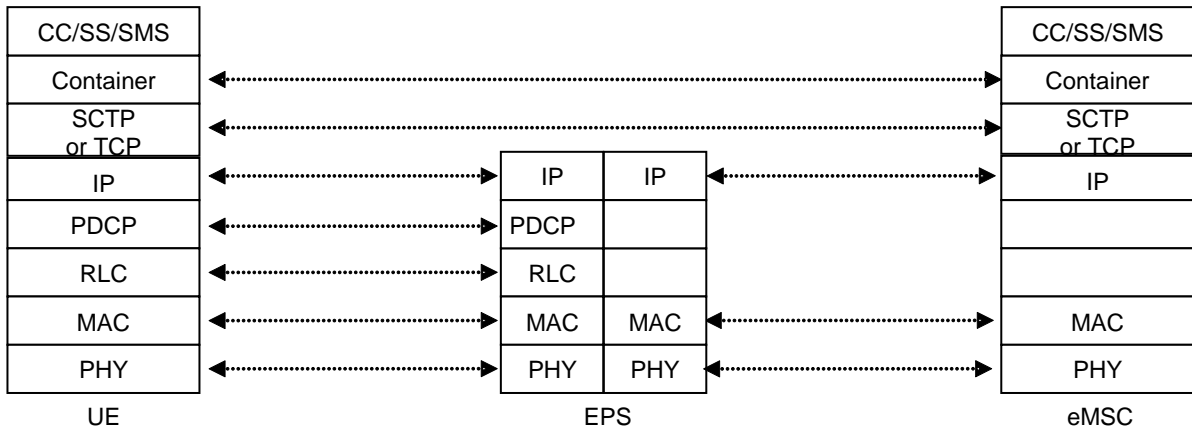 CC/SS/SMS CC/SS/SMS
Container Container
SCTP SCTP
or TCP or TCP
IP IP IP IP
PDCP PDCP
RLC RLC
MAC MAC MAC MAC
PHY PHY PHY PHY
UE EPS eMSC